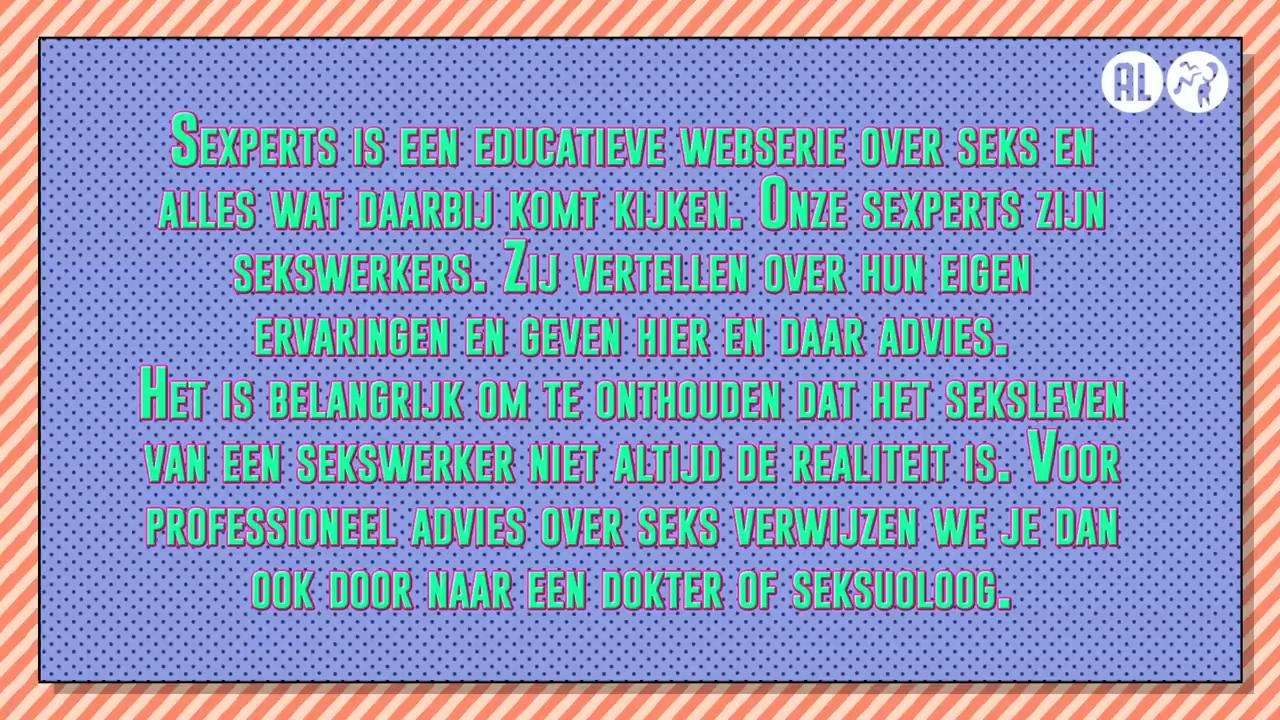 AL
Sexperts is een educatieve webserie over seks en
alles wat daarbij komt kijken. Onze sexperts zijn
sekswerkers. Zij vertellen over hun eigen
ervaringen en geven hier en daar advies.
Het is belangrijk om te onthouden dat het seksleven
van een sekswerker niet altijd de realiteit is. Voor
professioneel advies over seks verwijzen we je dan
ook door naar een dokter of seksuoloog.